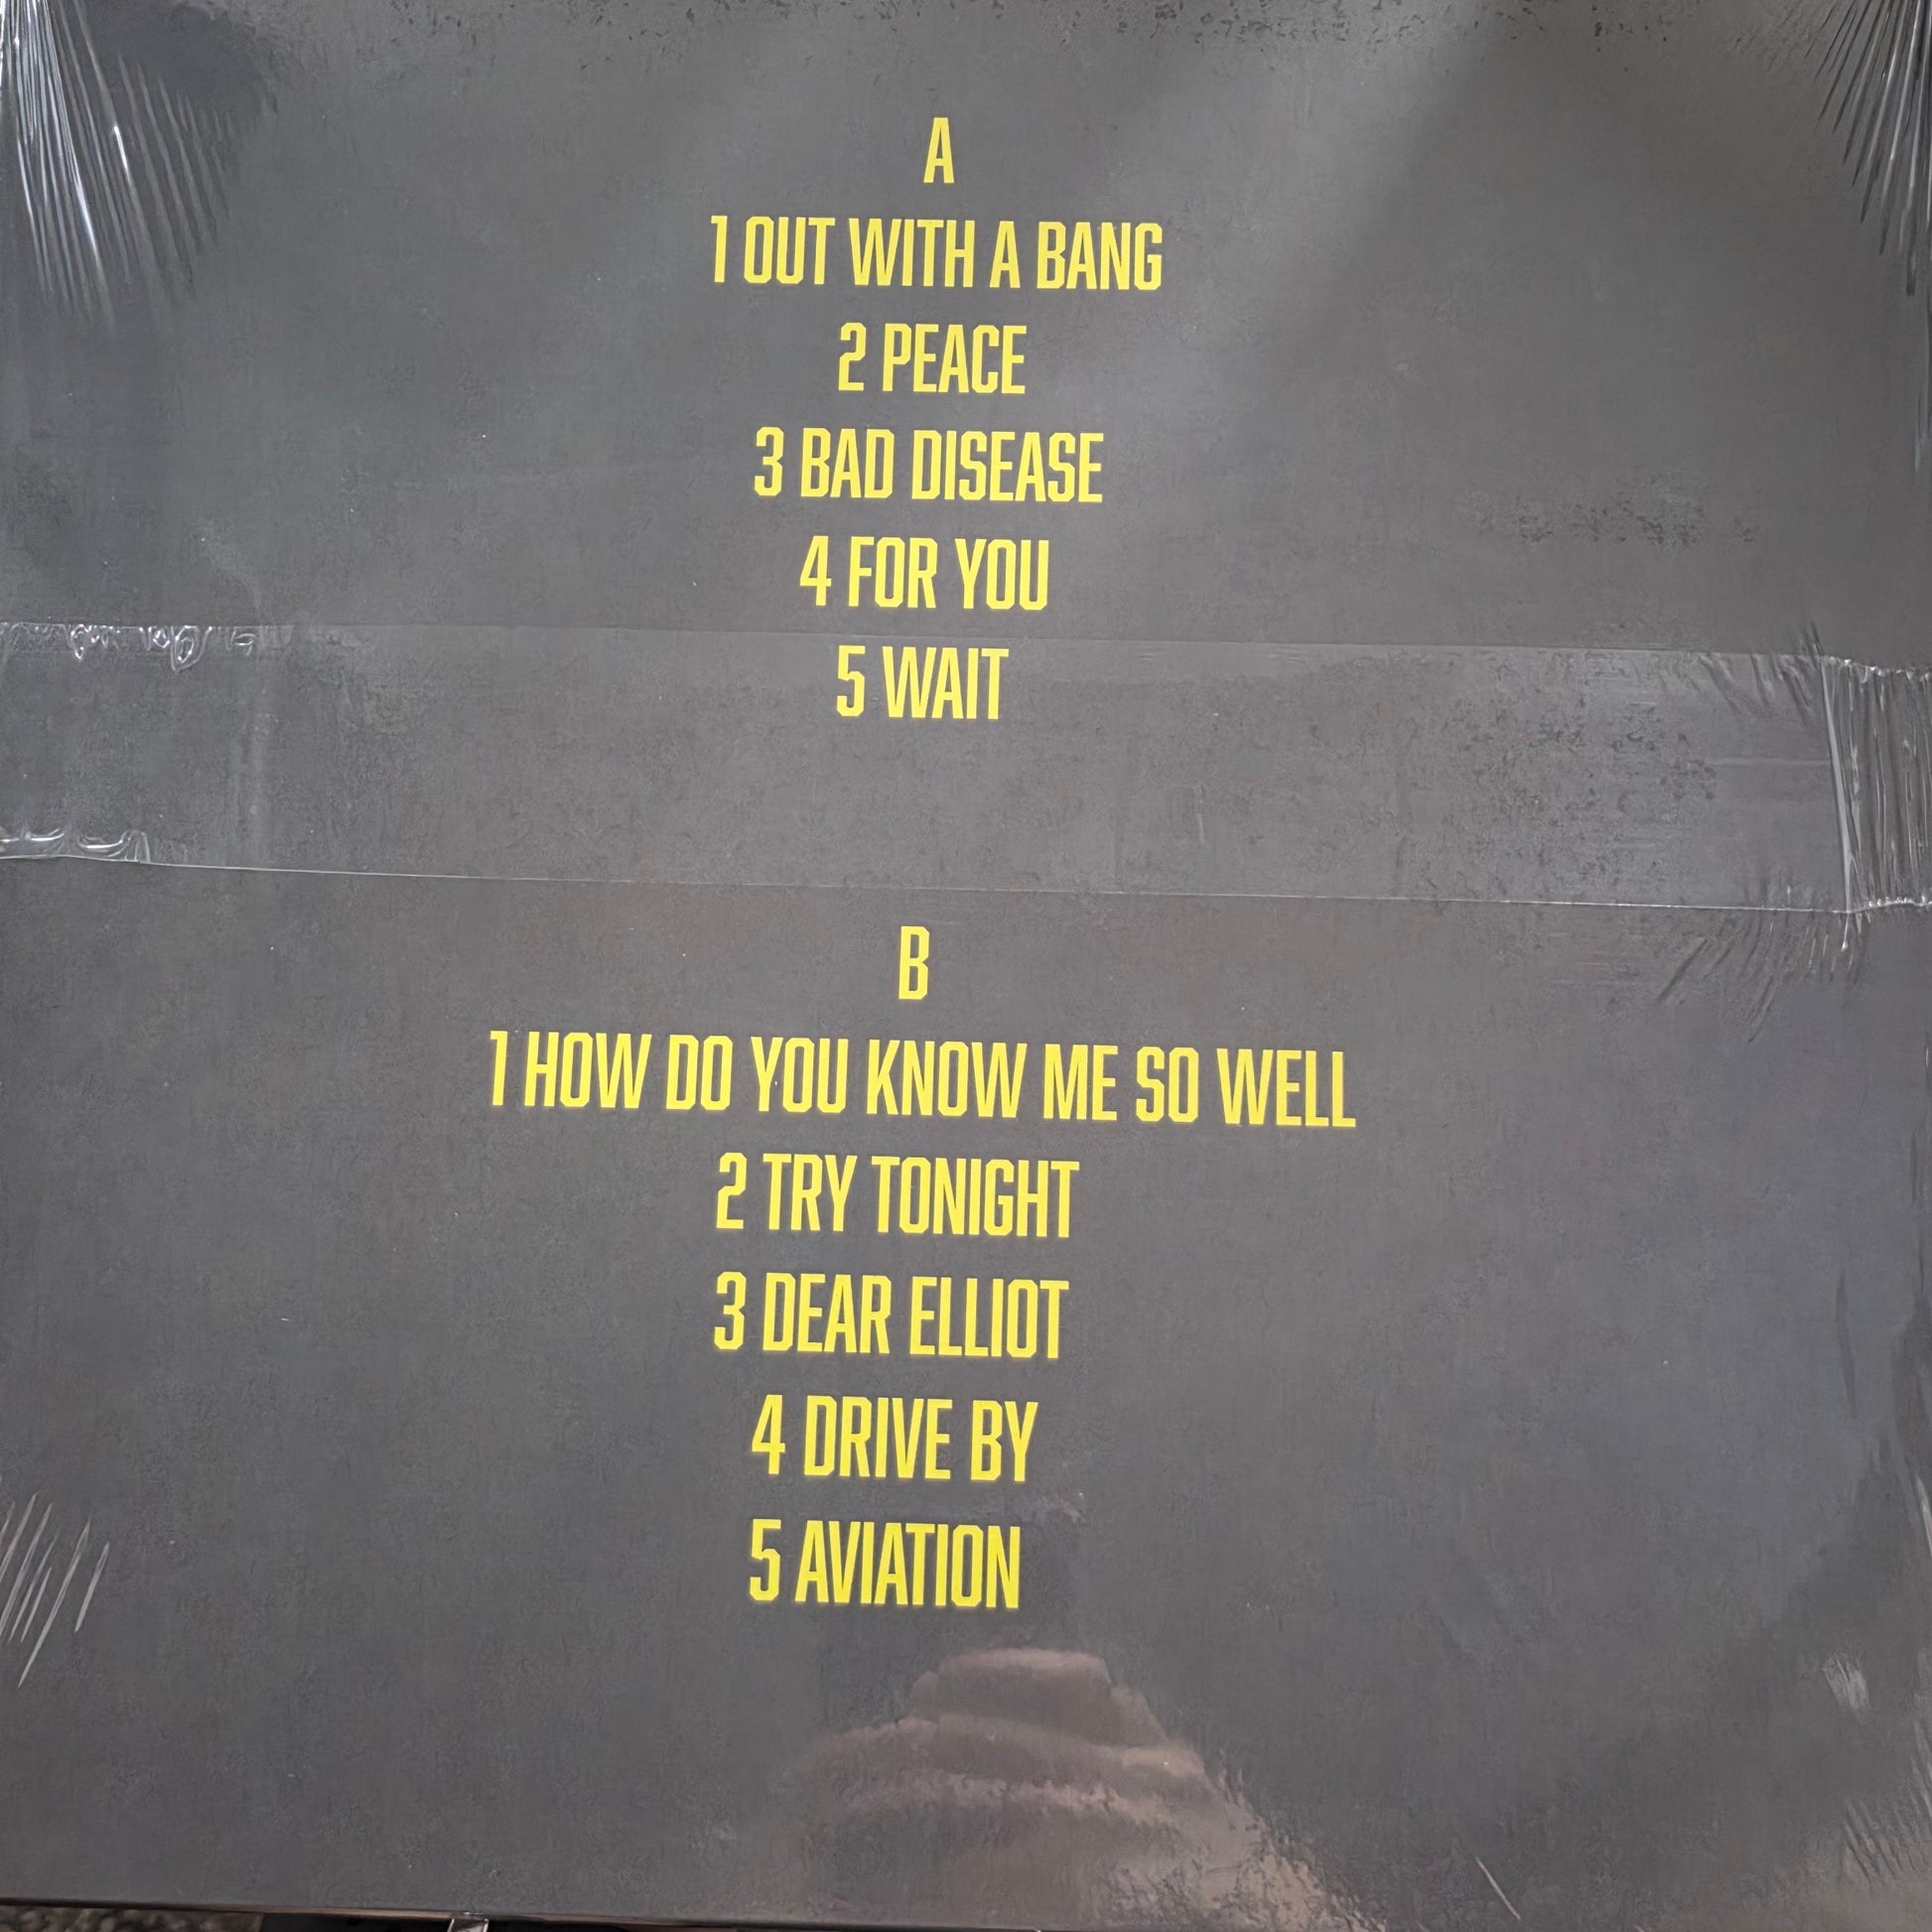 A
1 OUT WITH A BANG
2 PEACE
3 BAD DISEASE
4 FOR YOU
5 WAIT
B
1 HOW DO YOU KNOW ME SO WELL
2 TRY TONIGHT
3 DEAR ELLIOT
4 DRIVE BY
5 AVIATION